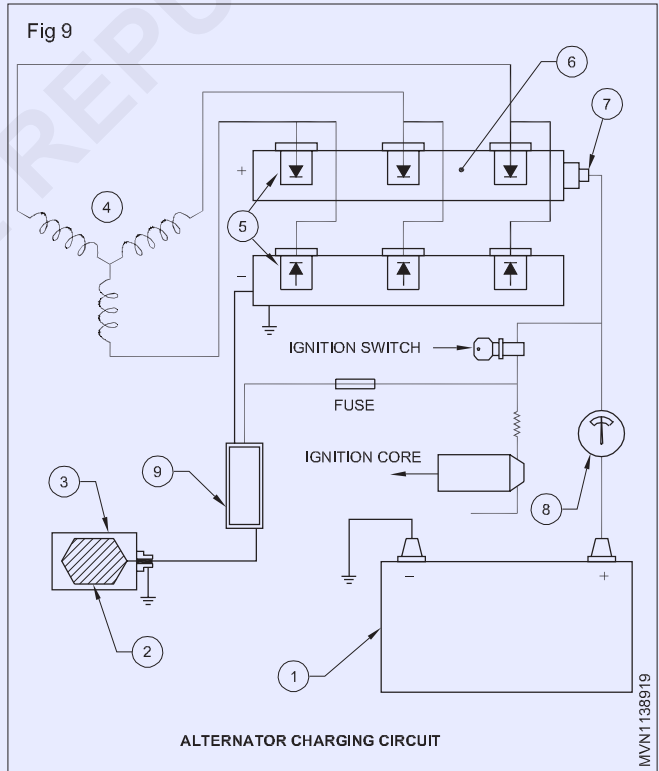 Fig 9
6
7
+
4
5
−
IGNITION SWITCH
FUSE
IGNITION CORE
9
3
8
2
− +
1
ALTERNATOR CHARGING CIRCUIT
MVN1138919
E REPU